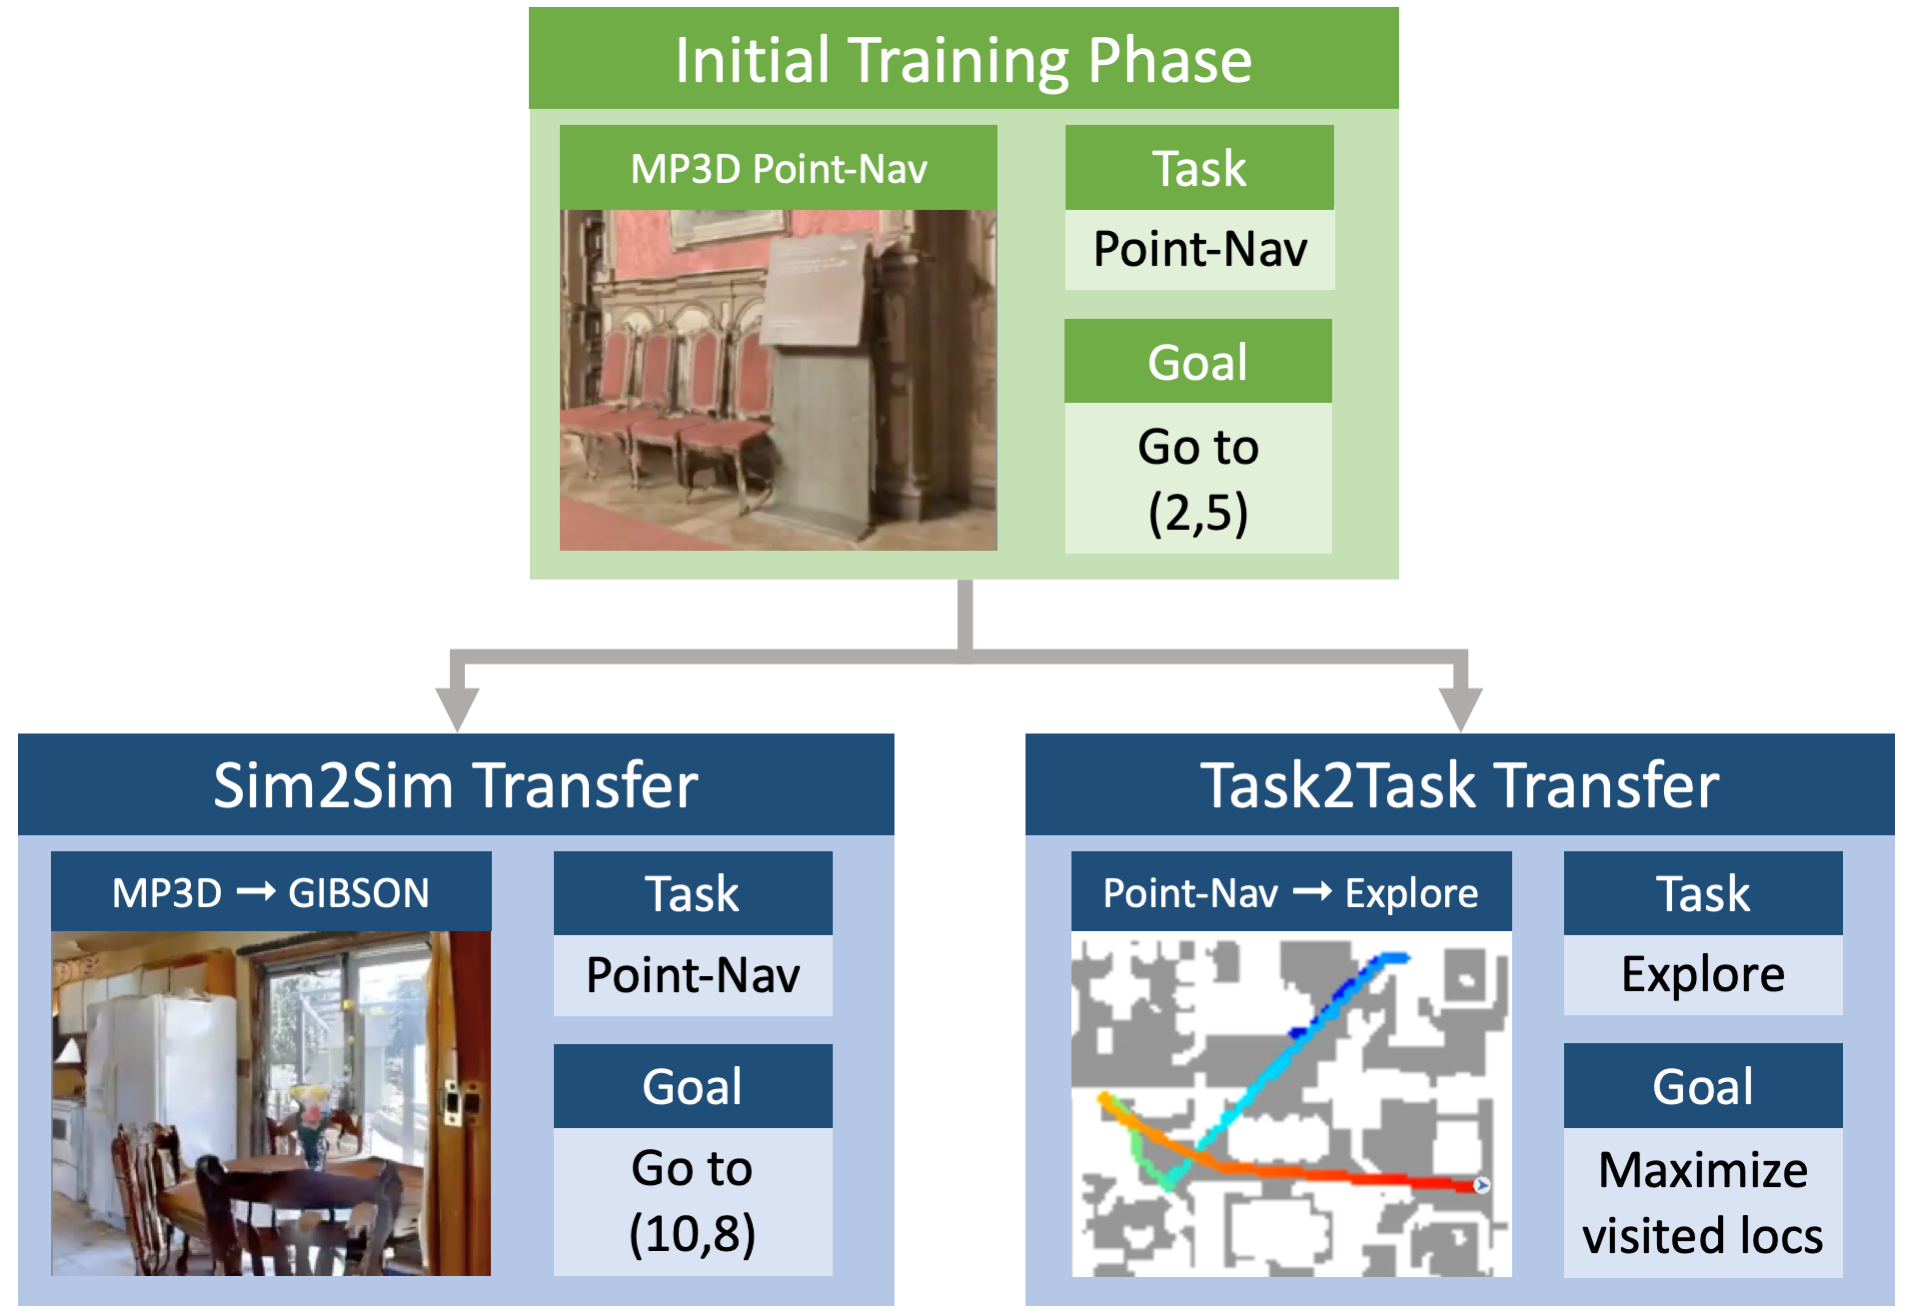 Initial Training Phase
MP3D Point-Nav
Task
Point-Nav
Goal
Go to
(2,5)
Sim2Sim Transfer
MP3D → GIBSON
Task
Point-Nav
Goal
Go to
(10,8)
Task2Task Transfer
Point-Nav → Explore
Task
Explore
Goal
Maximize
visited locs